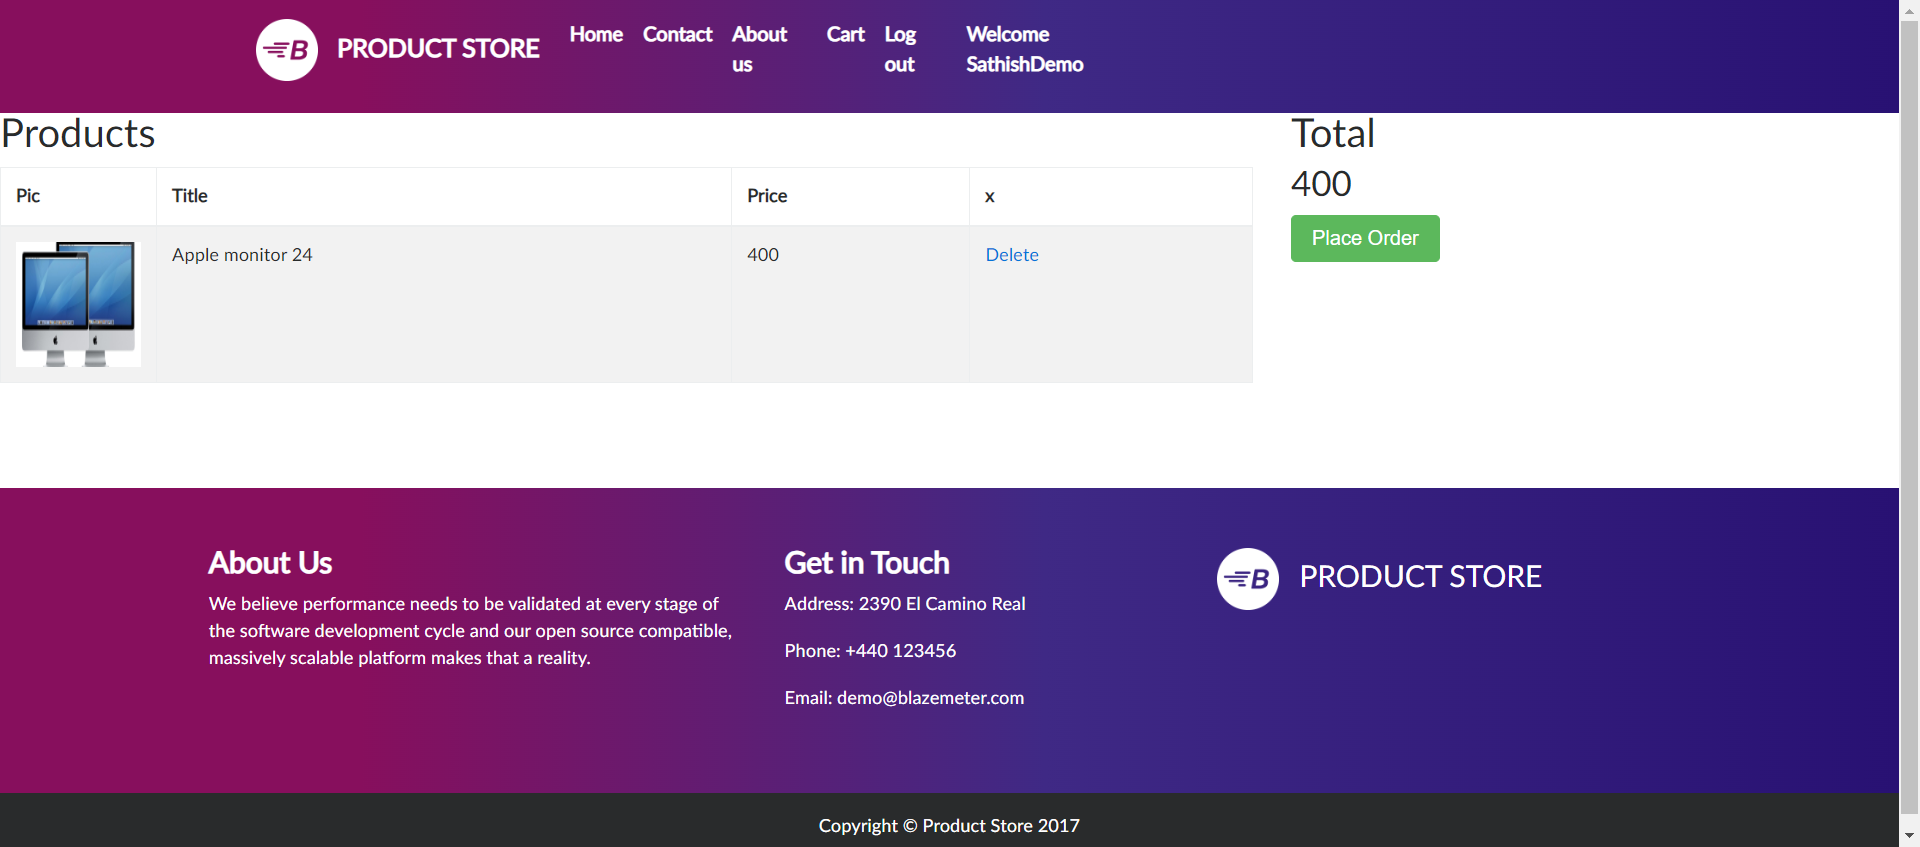 B PRODUCT STORE Home Contact About us Cart Log out Welcome SathishDemo
Products
Pic Title Price x
Apple monitor 24 400 Delete
Total
400
Place Order
About Us
We believe performance needs to be validated at every stage of
the software development cycle and our open source compatible,
massively scalable platform makes that a reality.
Get in Touch
Address: 2390 El Camino Real
Phone: +440 123456
Email: demo@blazemeter.com
B PRODUCT STORE
Copyright © Product Store 2017